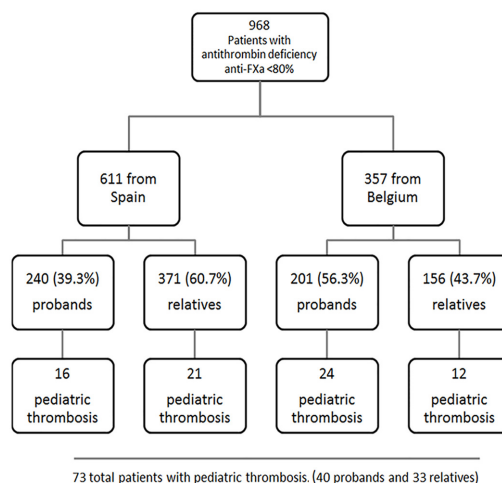 968
Patients with
antithrombin deficiency
anti-FXa <80%
611 from
Spain
357 from
Belgium
240 (39.3%)
probands
371 (60.7%)
relatives
201 (56.3%)
probands
156 (43.7%)
relatives
16
pediatric
thrombosis
21
pediatric
thrombosis
24
pediatric
thrombosis
12
pediatric
thrombosis
73 total patients with pediatric thrombosis. (40 probands and 33 relatives)